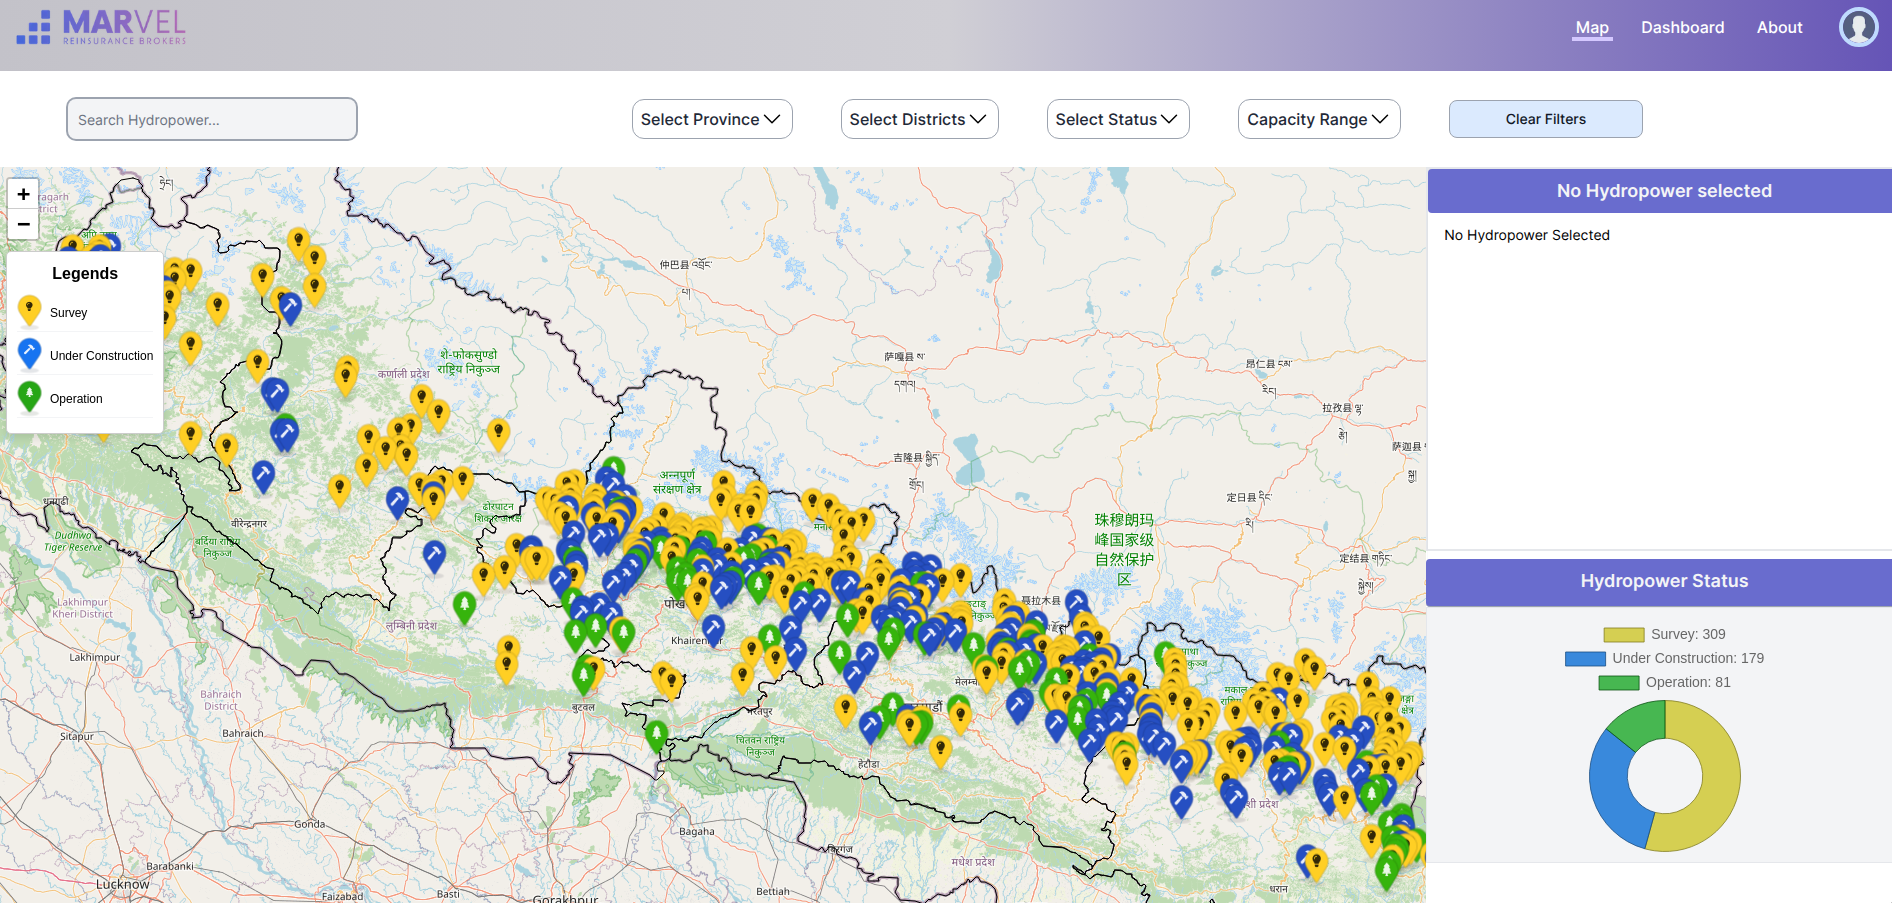 MARVEL
REINSURANCE BROKERS
Map
Dashboard
About
Search Hydropower...
Select Province
Select Districts
Select Status
Capacity Range
Clear Filters
+
−
Legends
Survey
Under Construction
Operation
No Hydropower selected
No Hydropower Selected
Hydropower Status
Survey: 309
Under Construction: 179
Operation: 81
仲巴县
萨嘎县
昂仁县
拉孜县
萨迦县
吉隆县
定日县
定结县
聂拉木县
珠穆朗玛
峰国家级
自然保护
区
शे-फोकसुण्डो
राष्ट्रिय निकुञ्ज
कर्णाली प्रदेश
अन्नपूर्ण
संरक्षण क्षेत्र
ढोरपाटन
धनगढी
वीरेन्द्रनगर
बर्दिया राष्ट्रिय
निकुञ्ज
Dudhwa
Tiger Reserve
Lakhimpur
Kheri District
लुम्बिनी प्रदेश
Lakhimpur
Bahraich
District
Bahraich
Sitapur
बुटवल
भरतपुर
चितवन राष्ट्रिय
निकुञ्ज
हेटौडा
Gonda
Bagaha
बिरगंज
मधेश प्रदेश
Barabanki
Lucknow
Faizabad
Basti
Gorakhpur
Bettiah
धरान